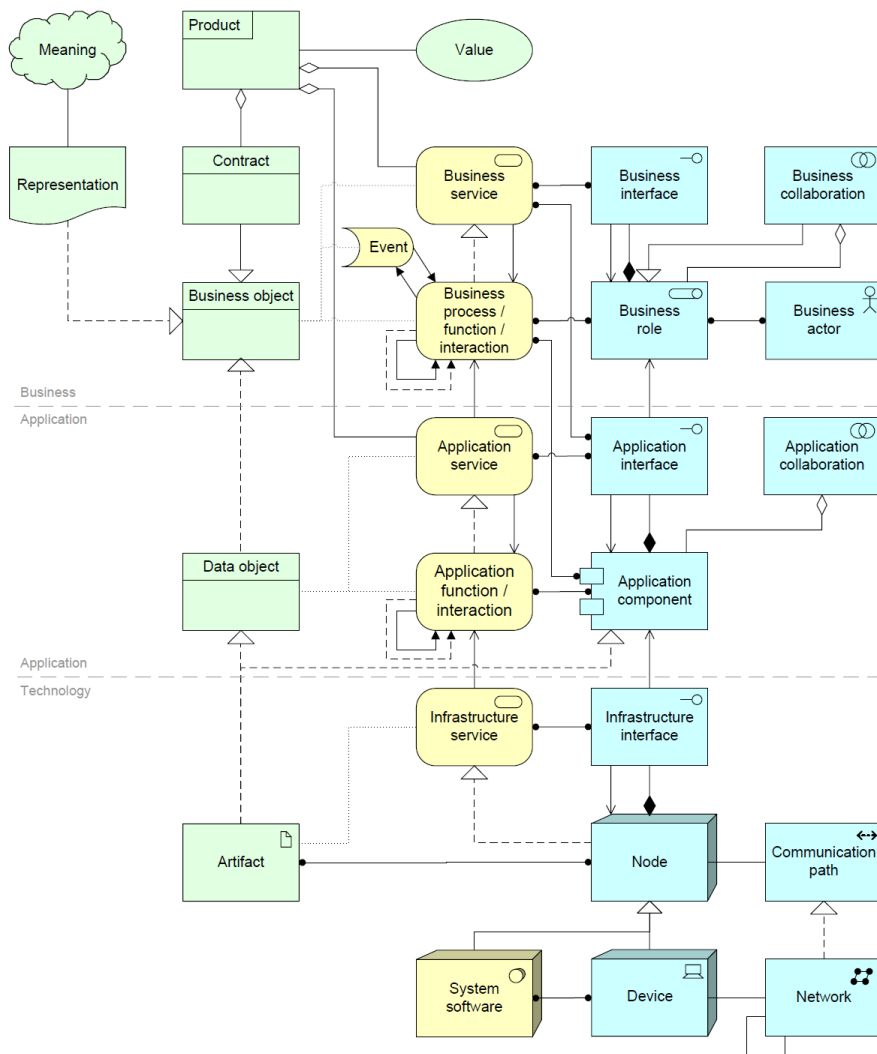 Product
Meaning
Value
Contract
Business
service
Business
interface
Business
collaboration
Representation
Event
Business object
Business
process /
function /
interaction
Business
role
Business
actor
Business
Application
Application
service
Application
interface
Application
collaboration
Data object
Application
function /
interaction
Application
component
Application
Technology
Infrastructure
service
Infrastructure
interface
Artifact
Node
Communication
path
System
software
Device
Network